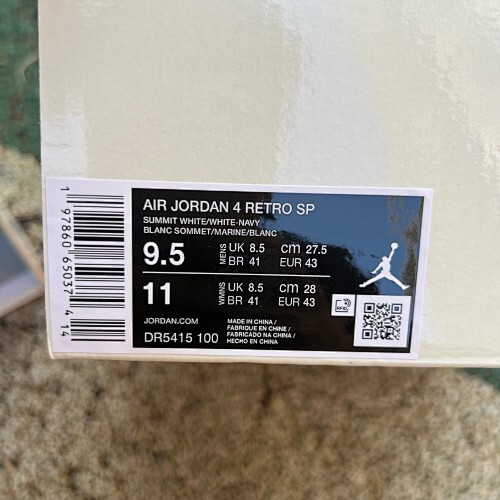 AIR JORDAN 4 RETRO SP
SUMMIT WHITE/WHITE-NAVY
BLANC SOMMET/MARINE/BLANC
9.5 MENS UK 8.5 cm 27.5
BR 41 EUR 43
11 WMNS UK 8.5 cm 28
BR 41 EUR 43
RFID
JORDAN.COM
DR5415 100
MADE IN CHINA /
FABRIQUÉ EN CHINE /
FABRICADO NA CHINA /
HECHO EN CHINA
1 97860 65037 4 14